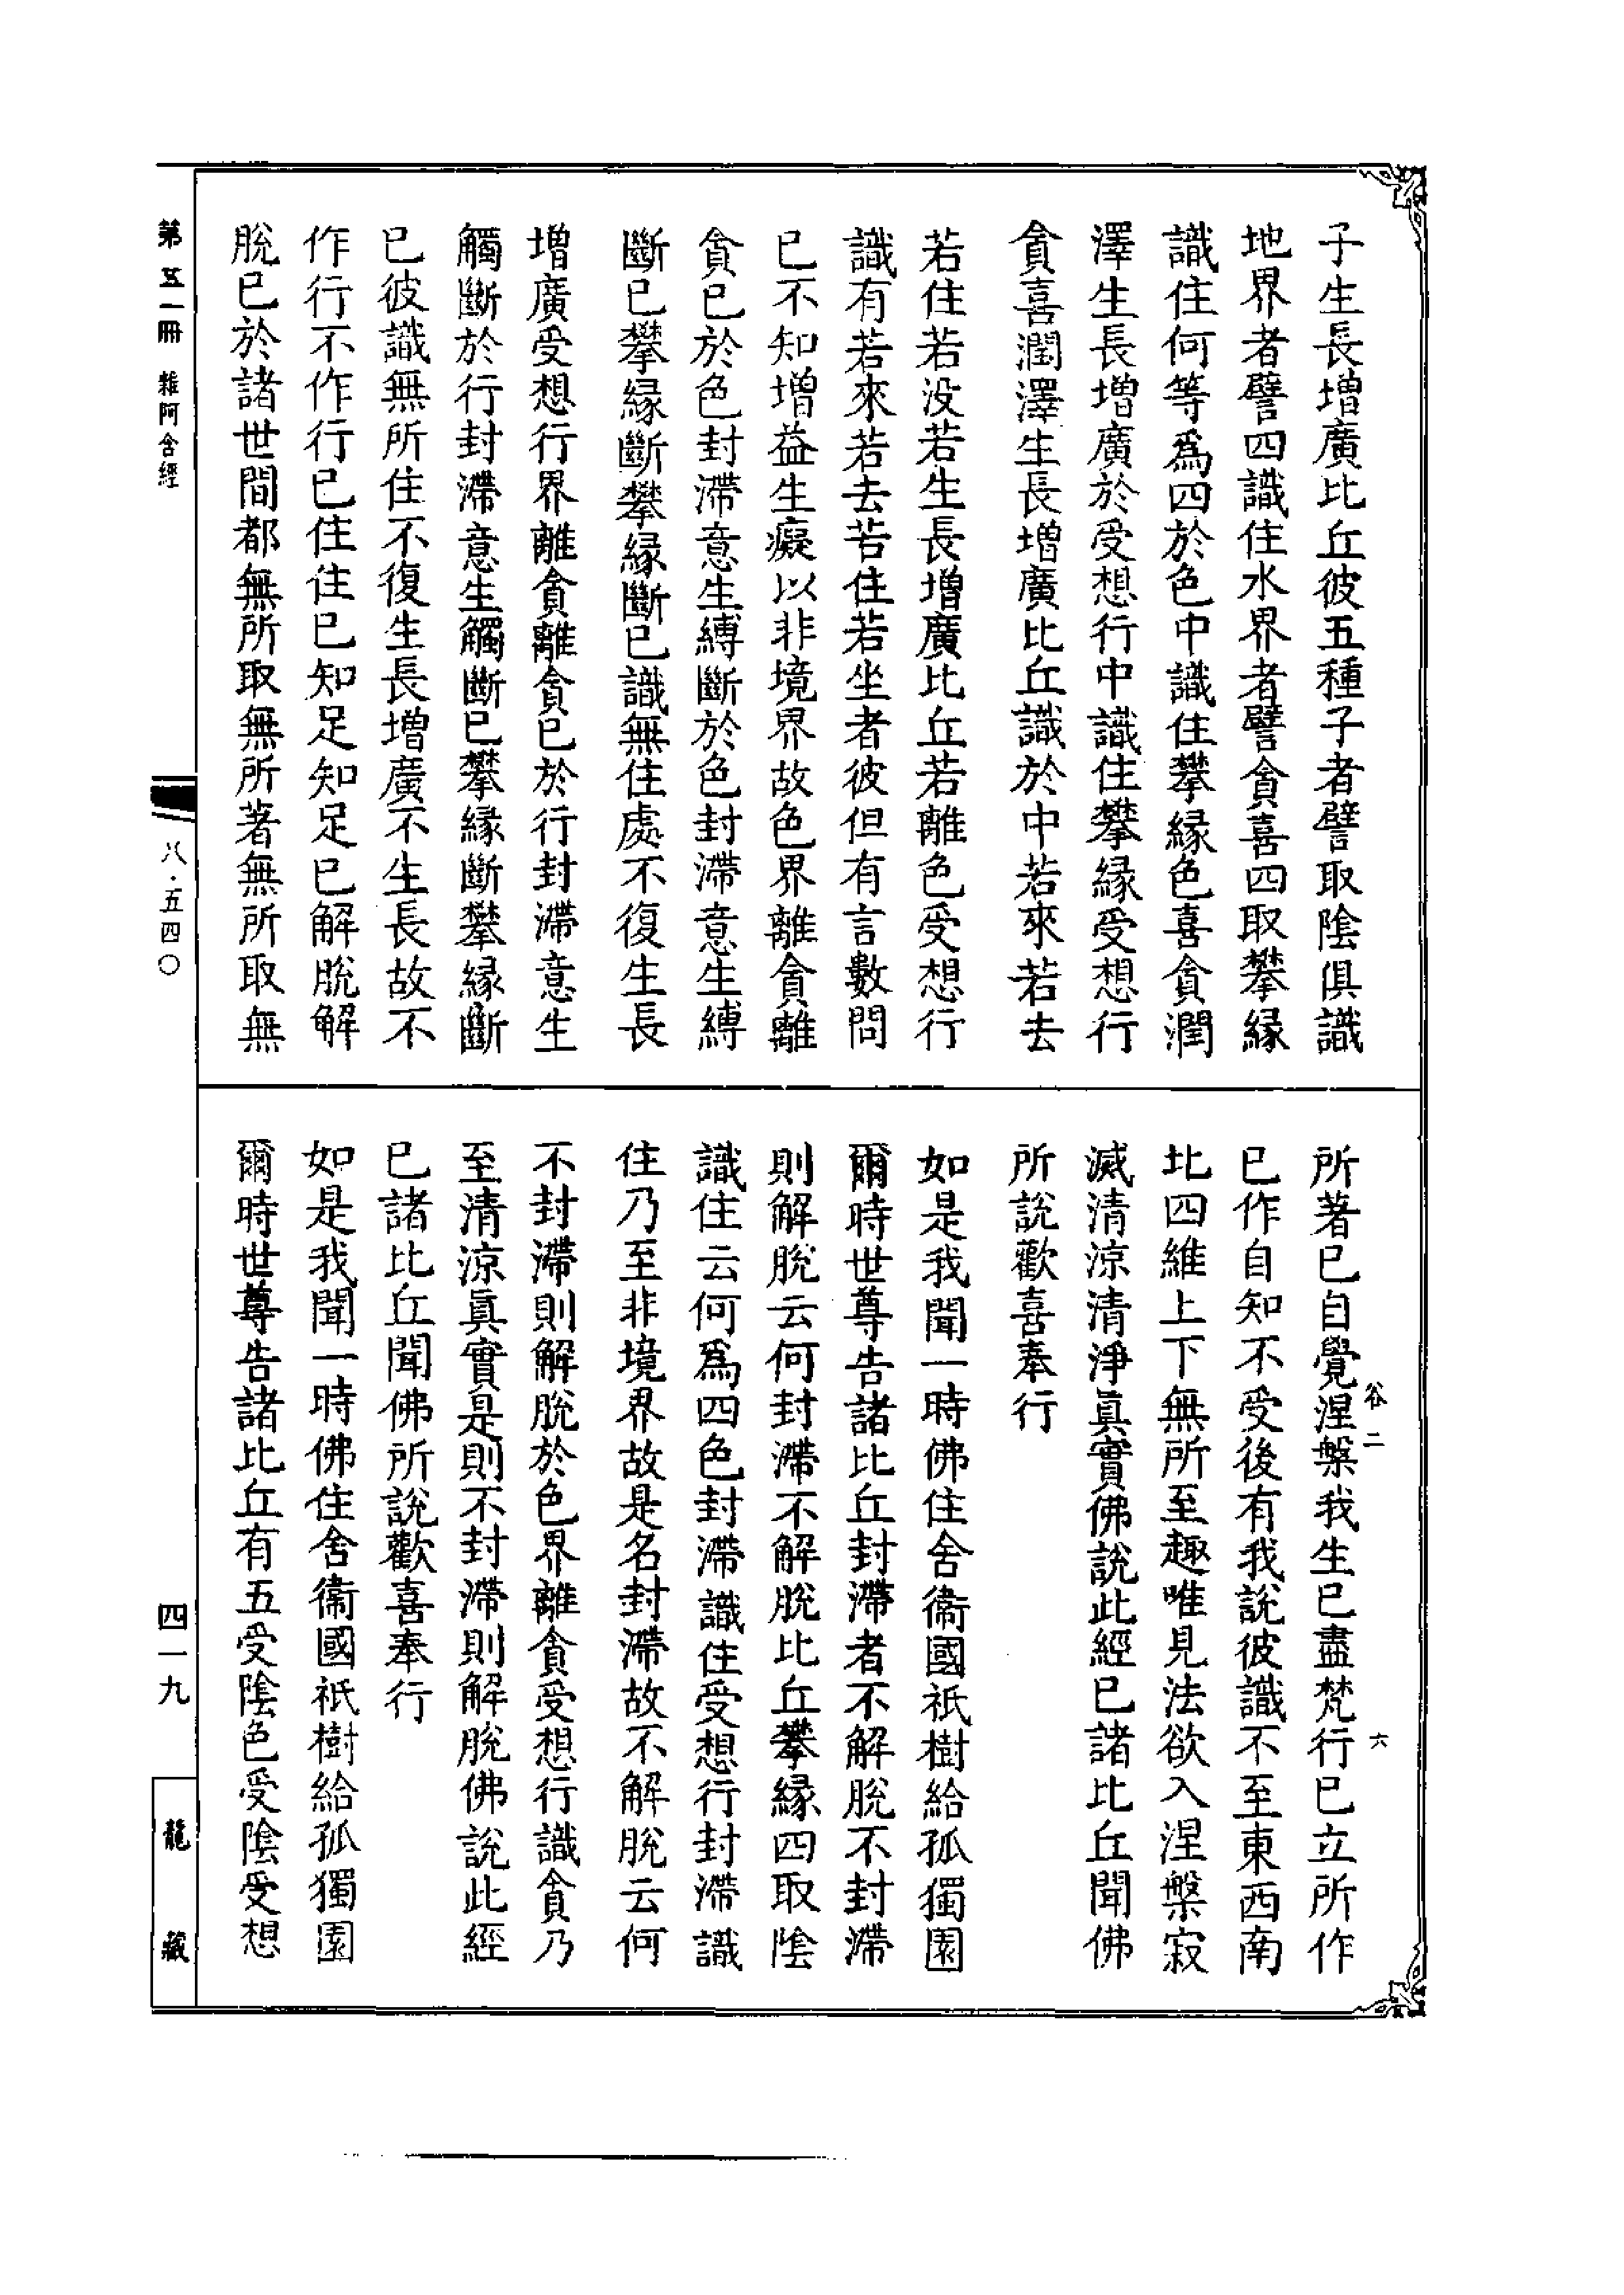 子生長增廣比丘彼五種子者譬取陰俱識
地界者譬四識住水界者譬貪喜四取攀緣
識住何等爲四於色中識住攀緣色喜貪潤
澤生長增廣於受想行中識住攀緣受想行
貪喜潤澤生長增廣比丘識於中若來若去
若住若没若生長增廣比丘若離色受想行
識有若來若去若住若坐者彼但有言數問
已不知增益生癡以非境界故色界離貪離
貪已於色封滯意生縛斷於色封滯意生縛
斷已攀緣斷攀緣斷已識無住處不復生長
增廣受想行界離貪離貪已於行封滯意生
觸斷於行封滯意生觸斷已攀緣斷攀緣斷
已彼識無所住不復生長增廣不生長故不
作行不作行已住住已知足知足已解脫解
脫已於諸世間都無所取無所著無所取無
所著已自覺涅槃我生已盡梵行已立所作
已作自知不受後有我說彼識不至東西南
北四維上下無所至趣唯見法欲入涅槃寂
滅清涼清淨眞實佛說此經已諸比丘聞佛
所說歡喜奉行
如是我聞一時佛住舍衞國祇樹給孤獨園
爾時世尊告諸比丘封滯者不解脫不封滯
則解脫云何封滯不解脫比丘攀緣四取陰
識住云何爲四色封滯識住受想行封滯識
住乃至非境界故是名封滯故不解脫云何
不封滯則解脫於色界離貪受想行識貪乃
至清涼眞實是則不封滯則解脫佛說此經
已諸比丘聞佛所說歡喜奉行
如是我聞一時佛住舍衞國祇樹給孤獨園
爾時世尊告諸比丘有五受陰色受陰受想
谷二
六
第五一冊 雜阿含經
八·五四〇
四一九
龍藏